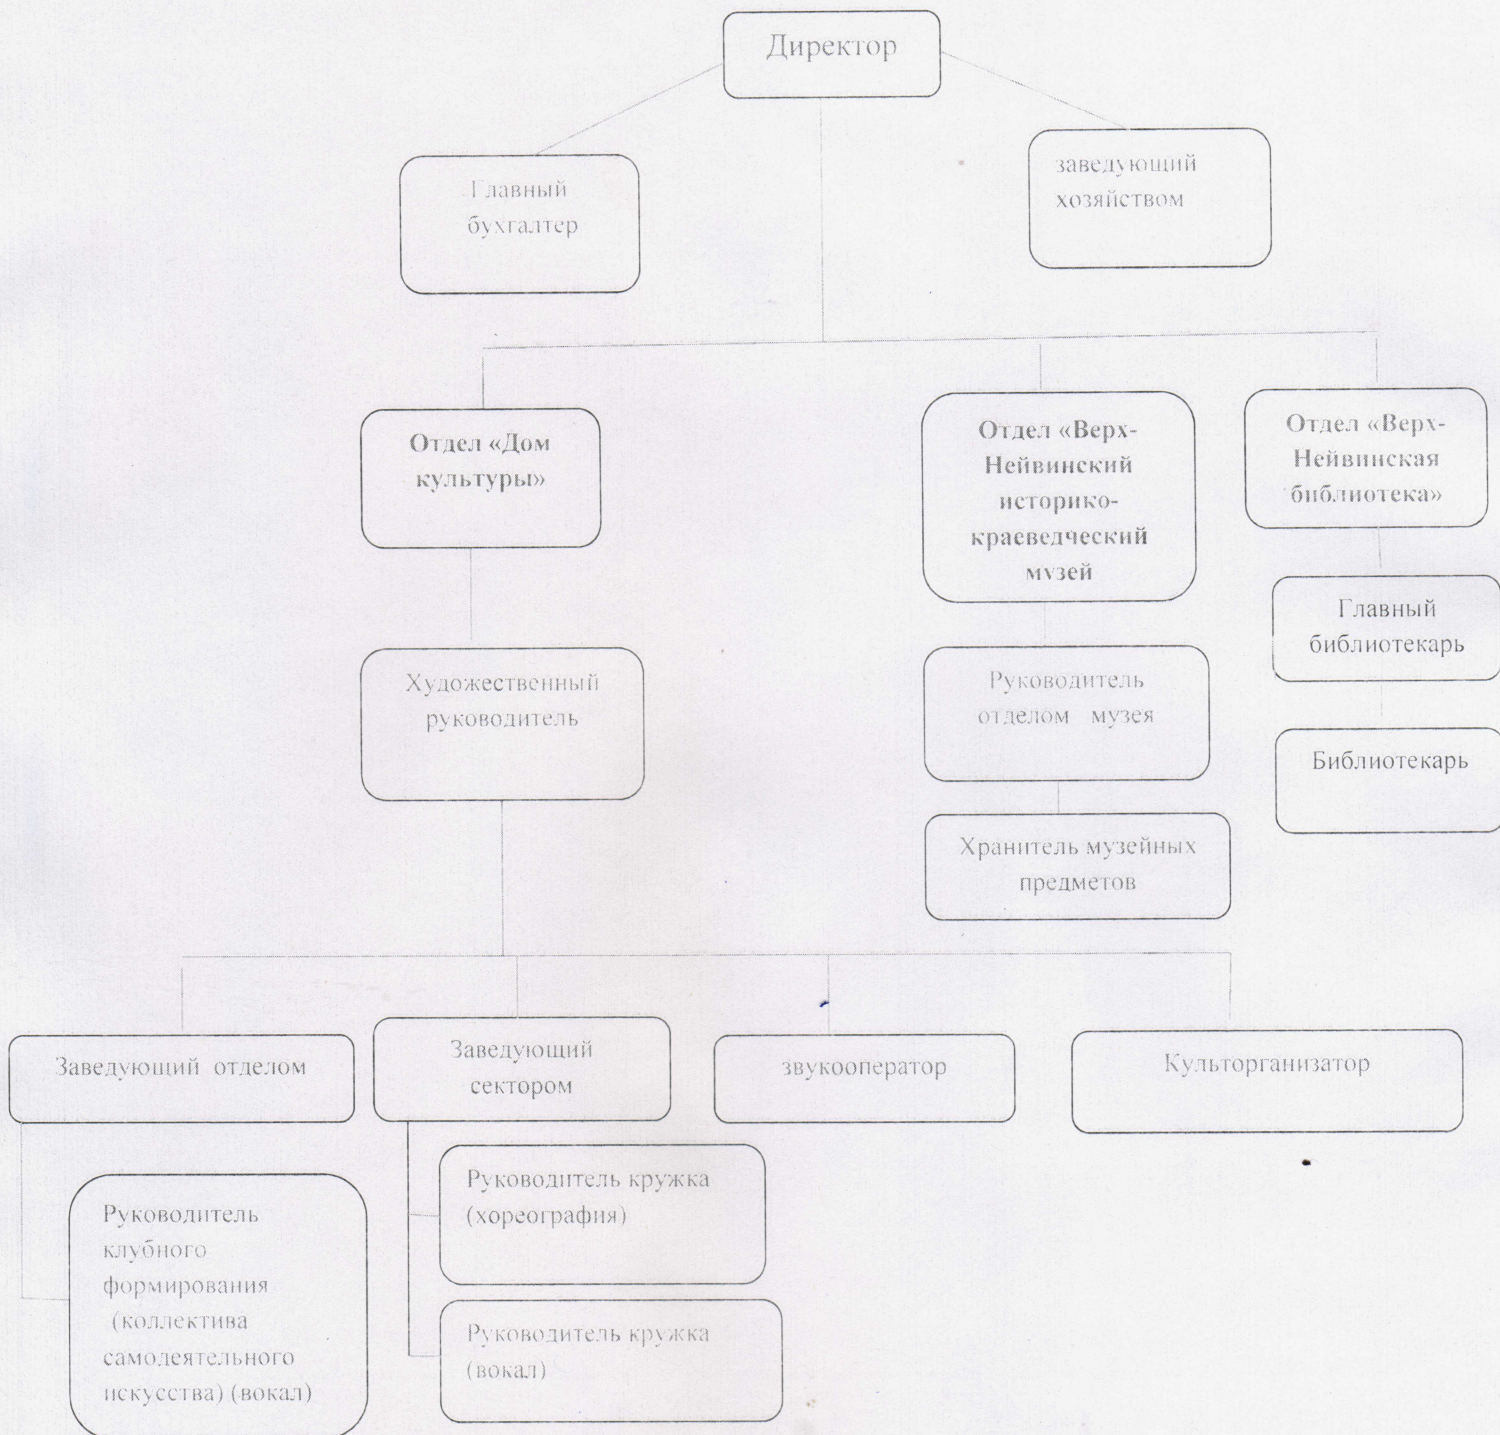 Директор
Главный
бухгалтер
заведующий
хозяйством
Отдел «Дом
культуры»
Отдел «Верх-
Нейвинский
историко-
краеведческий
музей
Отдел «Верх-
Нейвинская
библиотека»
Главный
библиотекарь
Библиотекарь
Художественный
руководитель
Руководитель
отделом музея
Хранитель музейных
предметов
Заведующий отделом
Заведующий
сектором
звукооператор
Культорганизатор
Руководитель
клубного
формирования
(коллектива
самодеятельного
искусства) (вокал)
Руководитель кружка
(хореография)
Руководитель кружка
(вокал)